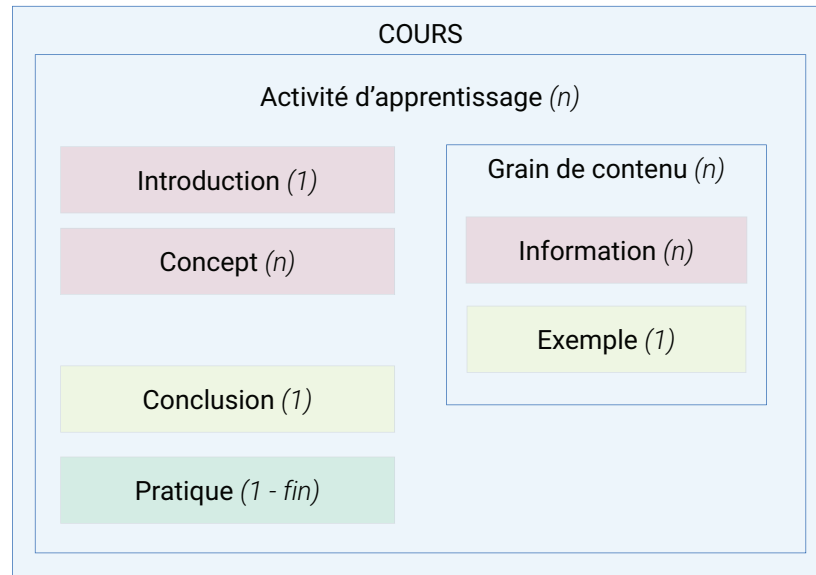 COURS
Activité d’apprentissage (n)
Introduction (1)
Concept (n)
Conclusion (1)
Pratique (1 - fin)
Grain de contenu (n)
Information (n)
Exemple (1)